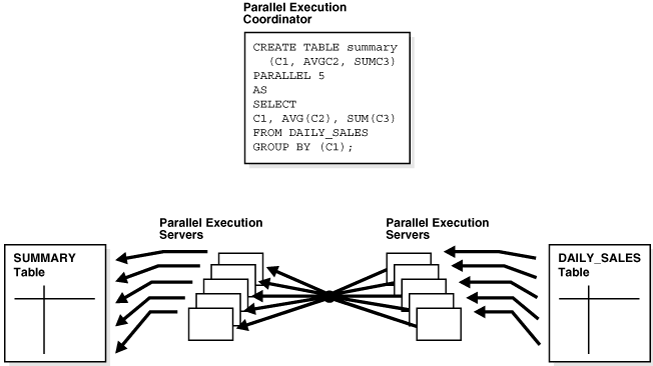 Parallel Execution
Coordinator
CREATE TABLE summary
(C1, AVGC2, SUMC3)
PARALLEL 5
AS
SELECT
C1, AVG(C2), SUM(C3)
FROM DAILY_SALES
GROUP BY (C1);
Parallel Execution
Servers
Parallel Execution
Servers
SUMMARY
Table
DAILY_SALES
Table